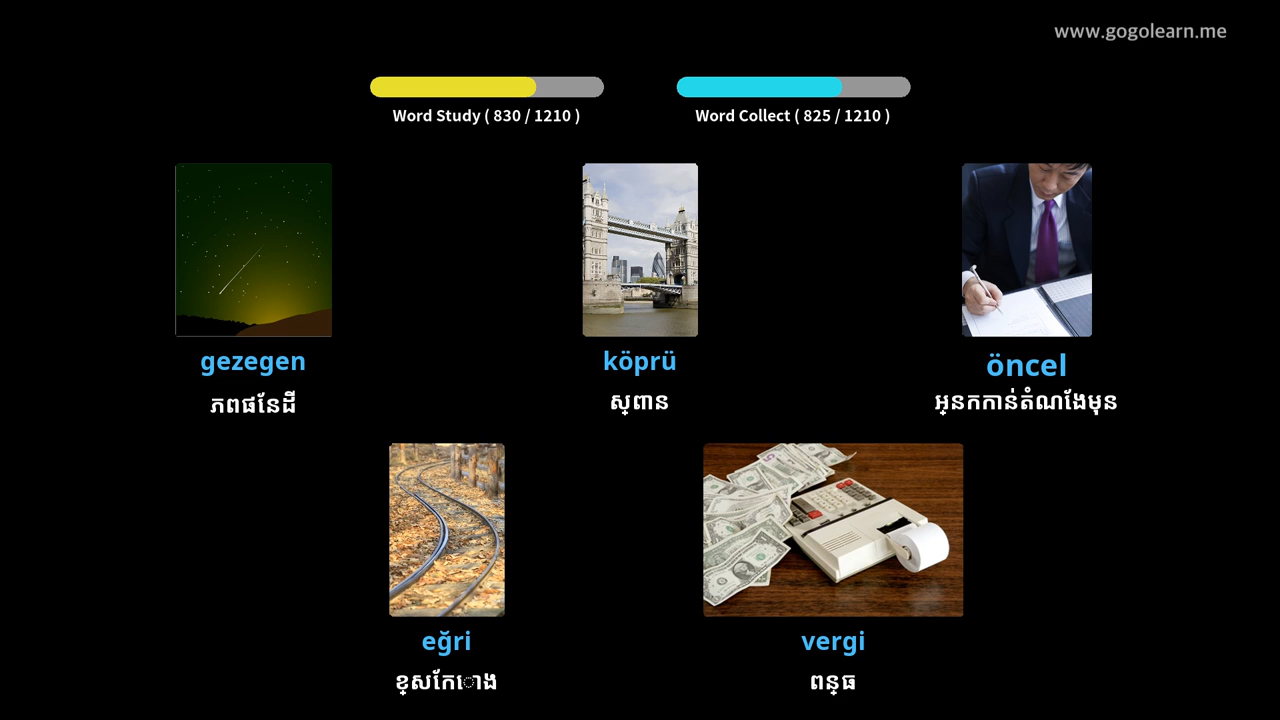 www.gogolearn.me
Word Study ( 830 / 1210 )
Word Collect ( 825 / 1210 )
gezegen
ភពផែនដី
köprü
ស្ពាន
öncel
អ្នកកាន់តំណែងមុន
eğri
ខ្សែកោង
vergi
ពន្ធ